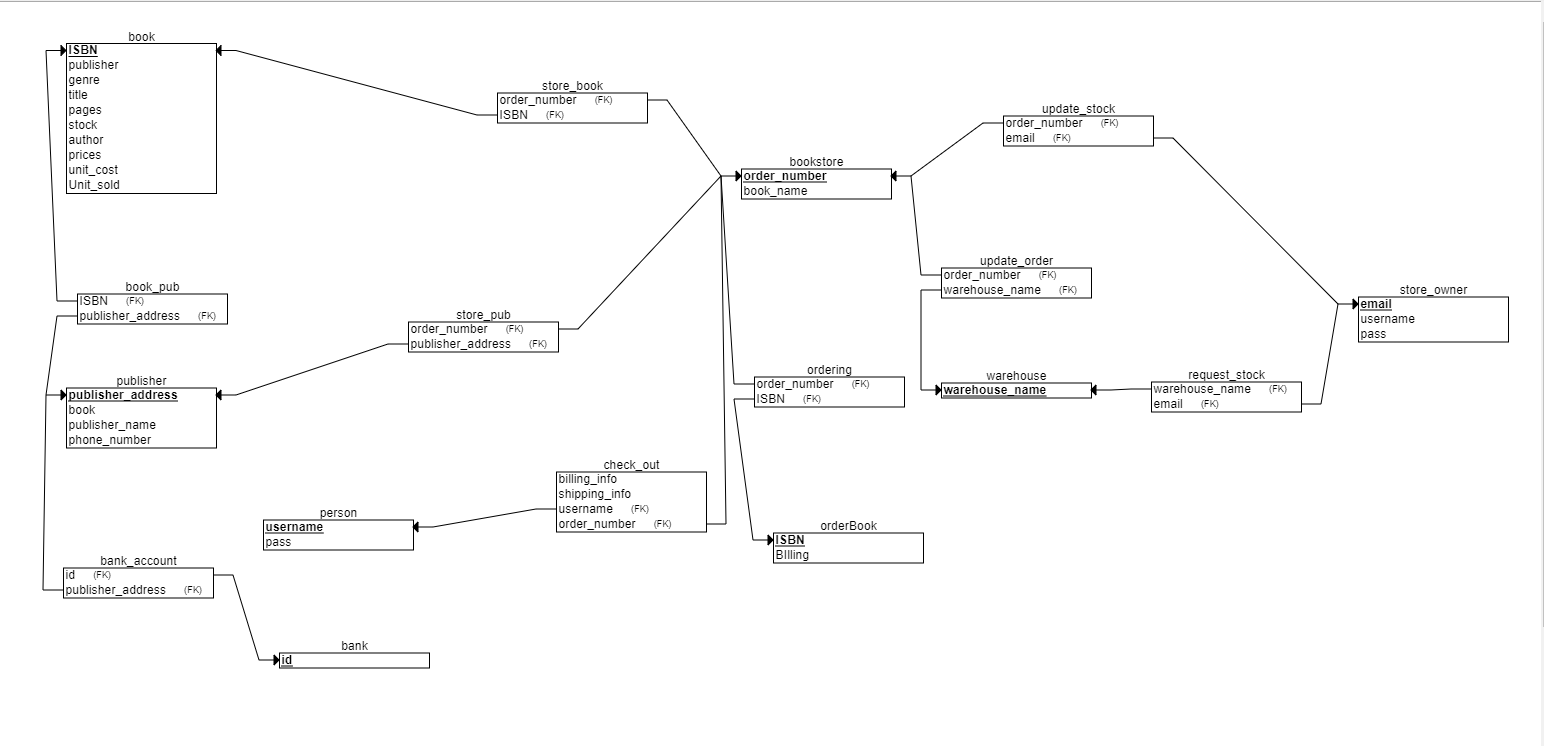 book
ISBN
publisher
genre
title
pages
stock
author
prices
unit_cost
Unit_sold
store_book
order_number (FK)
ISBN (FK)
update_stock
order_number (FK)
email (FK)
bookstore
order_number
book_name
update_order
order_number (FK)
warehouse_name (FK)
store_owner
email
username
pass
book_pub
ISBN (FK)
publisher_address (FK)
store_pub
order_number (FK)
publisher_address (FK)
publisher
publisher_address
book
publisher_name
phone_number
ordering
order_number (FK)
ISBN (FK)
warehouse
warehouse_name
request_stock
warehouse_name (FK)
email (FK)
check_out
billing_info
shipping_info
username (FK)
order_number (FK)
person
username
pass
orderBook
ISBN
BIlling
bank_account
id (FK)
publisher_address (FK)
bank
id